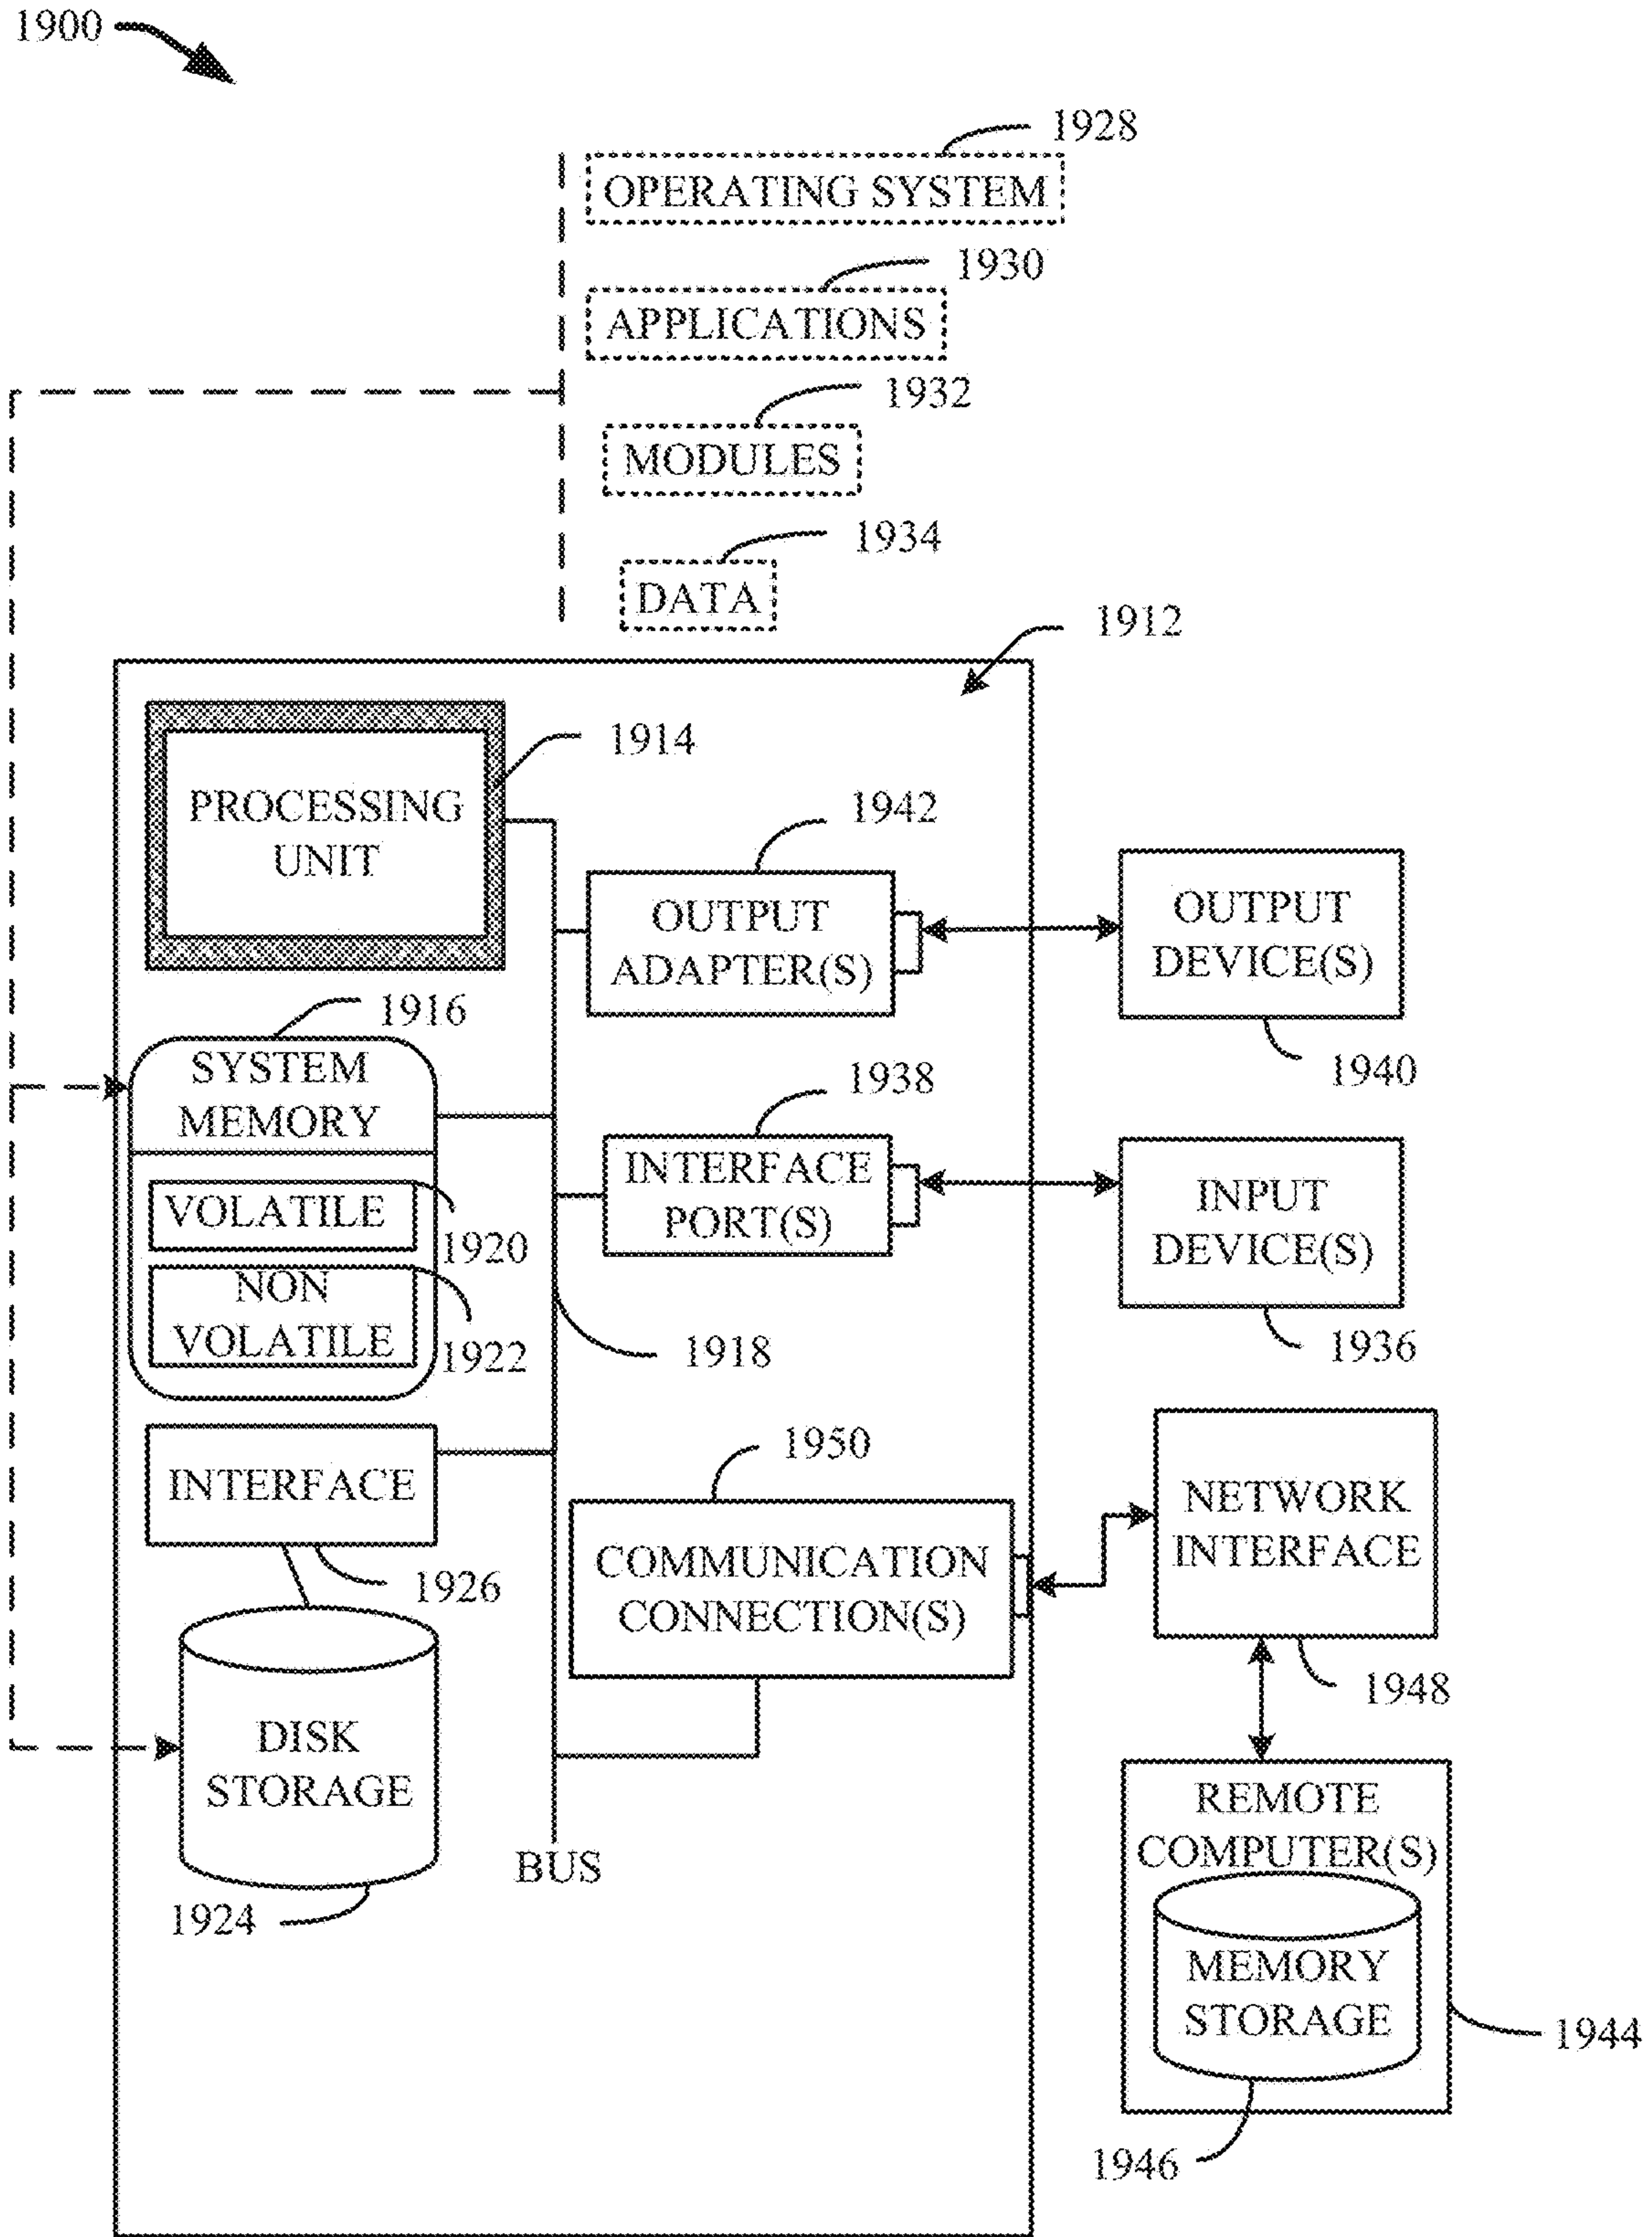 1900
1928
OPERATING SYSTEM
1930
APPLICATIONS
1932
MODULES
1934
DATA
1912
PROCESSING
UNIT
1914
1942
OUTPUT
ADAPTER(S)
OUTPUT
DEVICE(S)
1940
1916
SYSTEM
MEMORY
VOLATILE
1920
NON
VOLATILE
1922
1938
INTERFACE
PORT(S)
INPUT
DEVICE(S)
1936
1918
INTERFACE
1926
1950
COMMUNICATION
CONNECTION(S)
NETWORK
INTERFACE
1948
DISK
STORAGE
1924
BUS
REMOTE
COMPUTER(S)
MEMORY
STORAGE
1944
1946